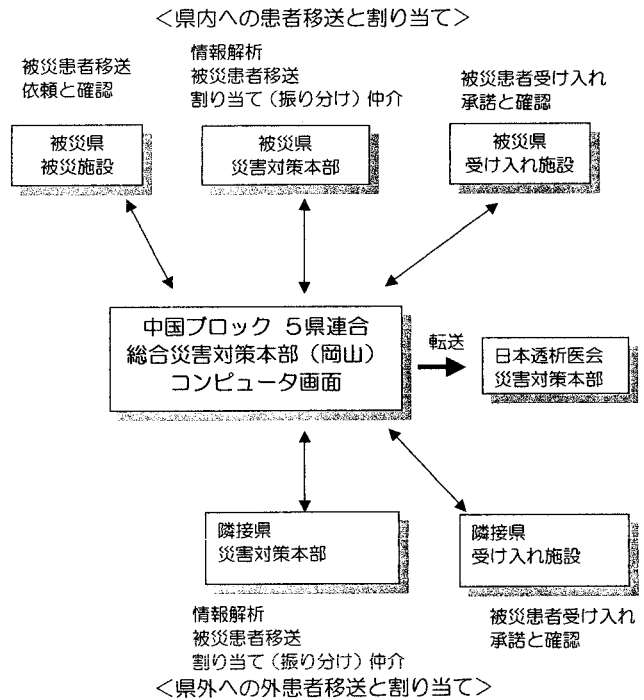 ＜県内への患者移送と割り当て＞
被災患者移送
依頼と確認
情報解析
被災患者移送
割り当て（振り分け）仲介
被災患者受け入れ
承諾と確認
被災県
被災施設
被災県
災害対策本部
被災県
受け入れ施設
中国ブロック 5県連合
総合災害対策本部（岡山）
コンピュータ画面
転送
日本透析医会
災害対策本部
隣接県
災害対策本部
隣接県
受け入れ施設
情報解析
被災患者移送
割り当て（振り分け）仲介
被災患者受け入れ
承諾と確認
＜県外への外患者移送と割り当て＞